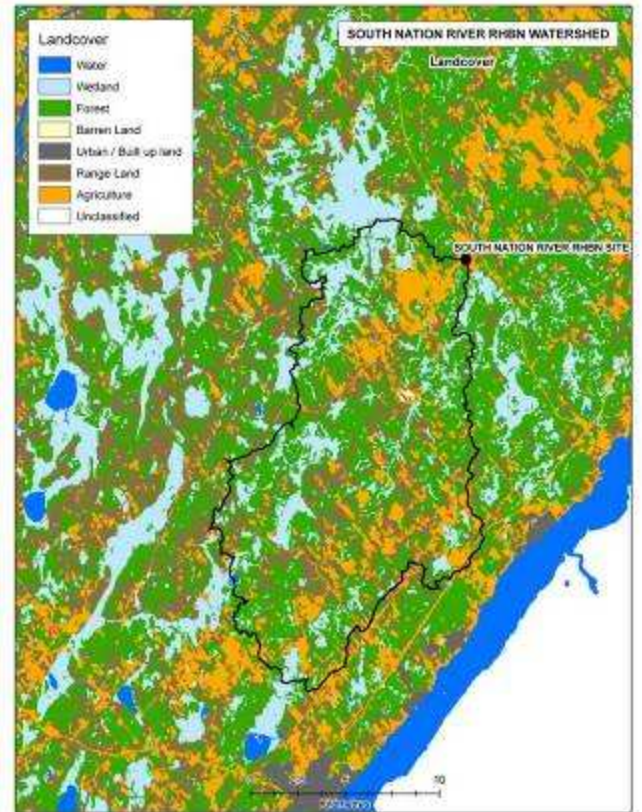 Landcover
Water
Wetland
Forest
Barren Land
Urban / Built up land
Range Land
Agriculture
Unclassified
SOUTH NATION RIVER RHBN WATERSHED
Landcover
SOUTH NATION RIVER RHBN SITE
10
Kilometres